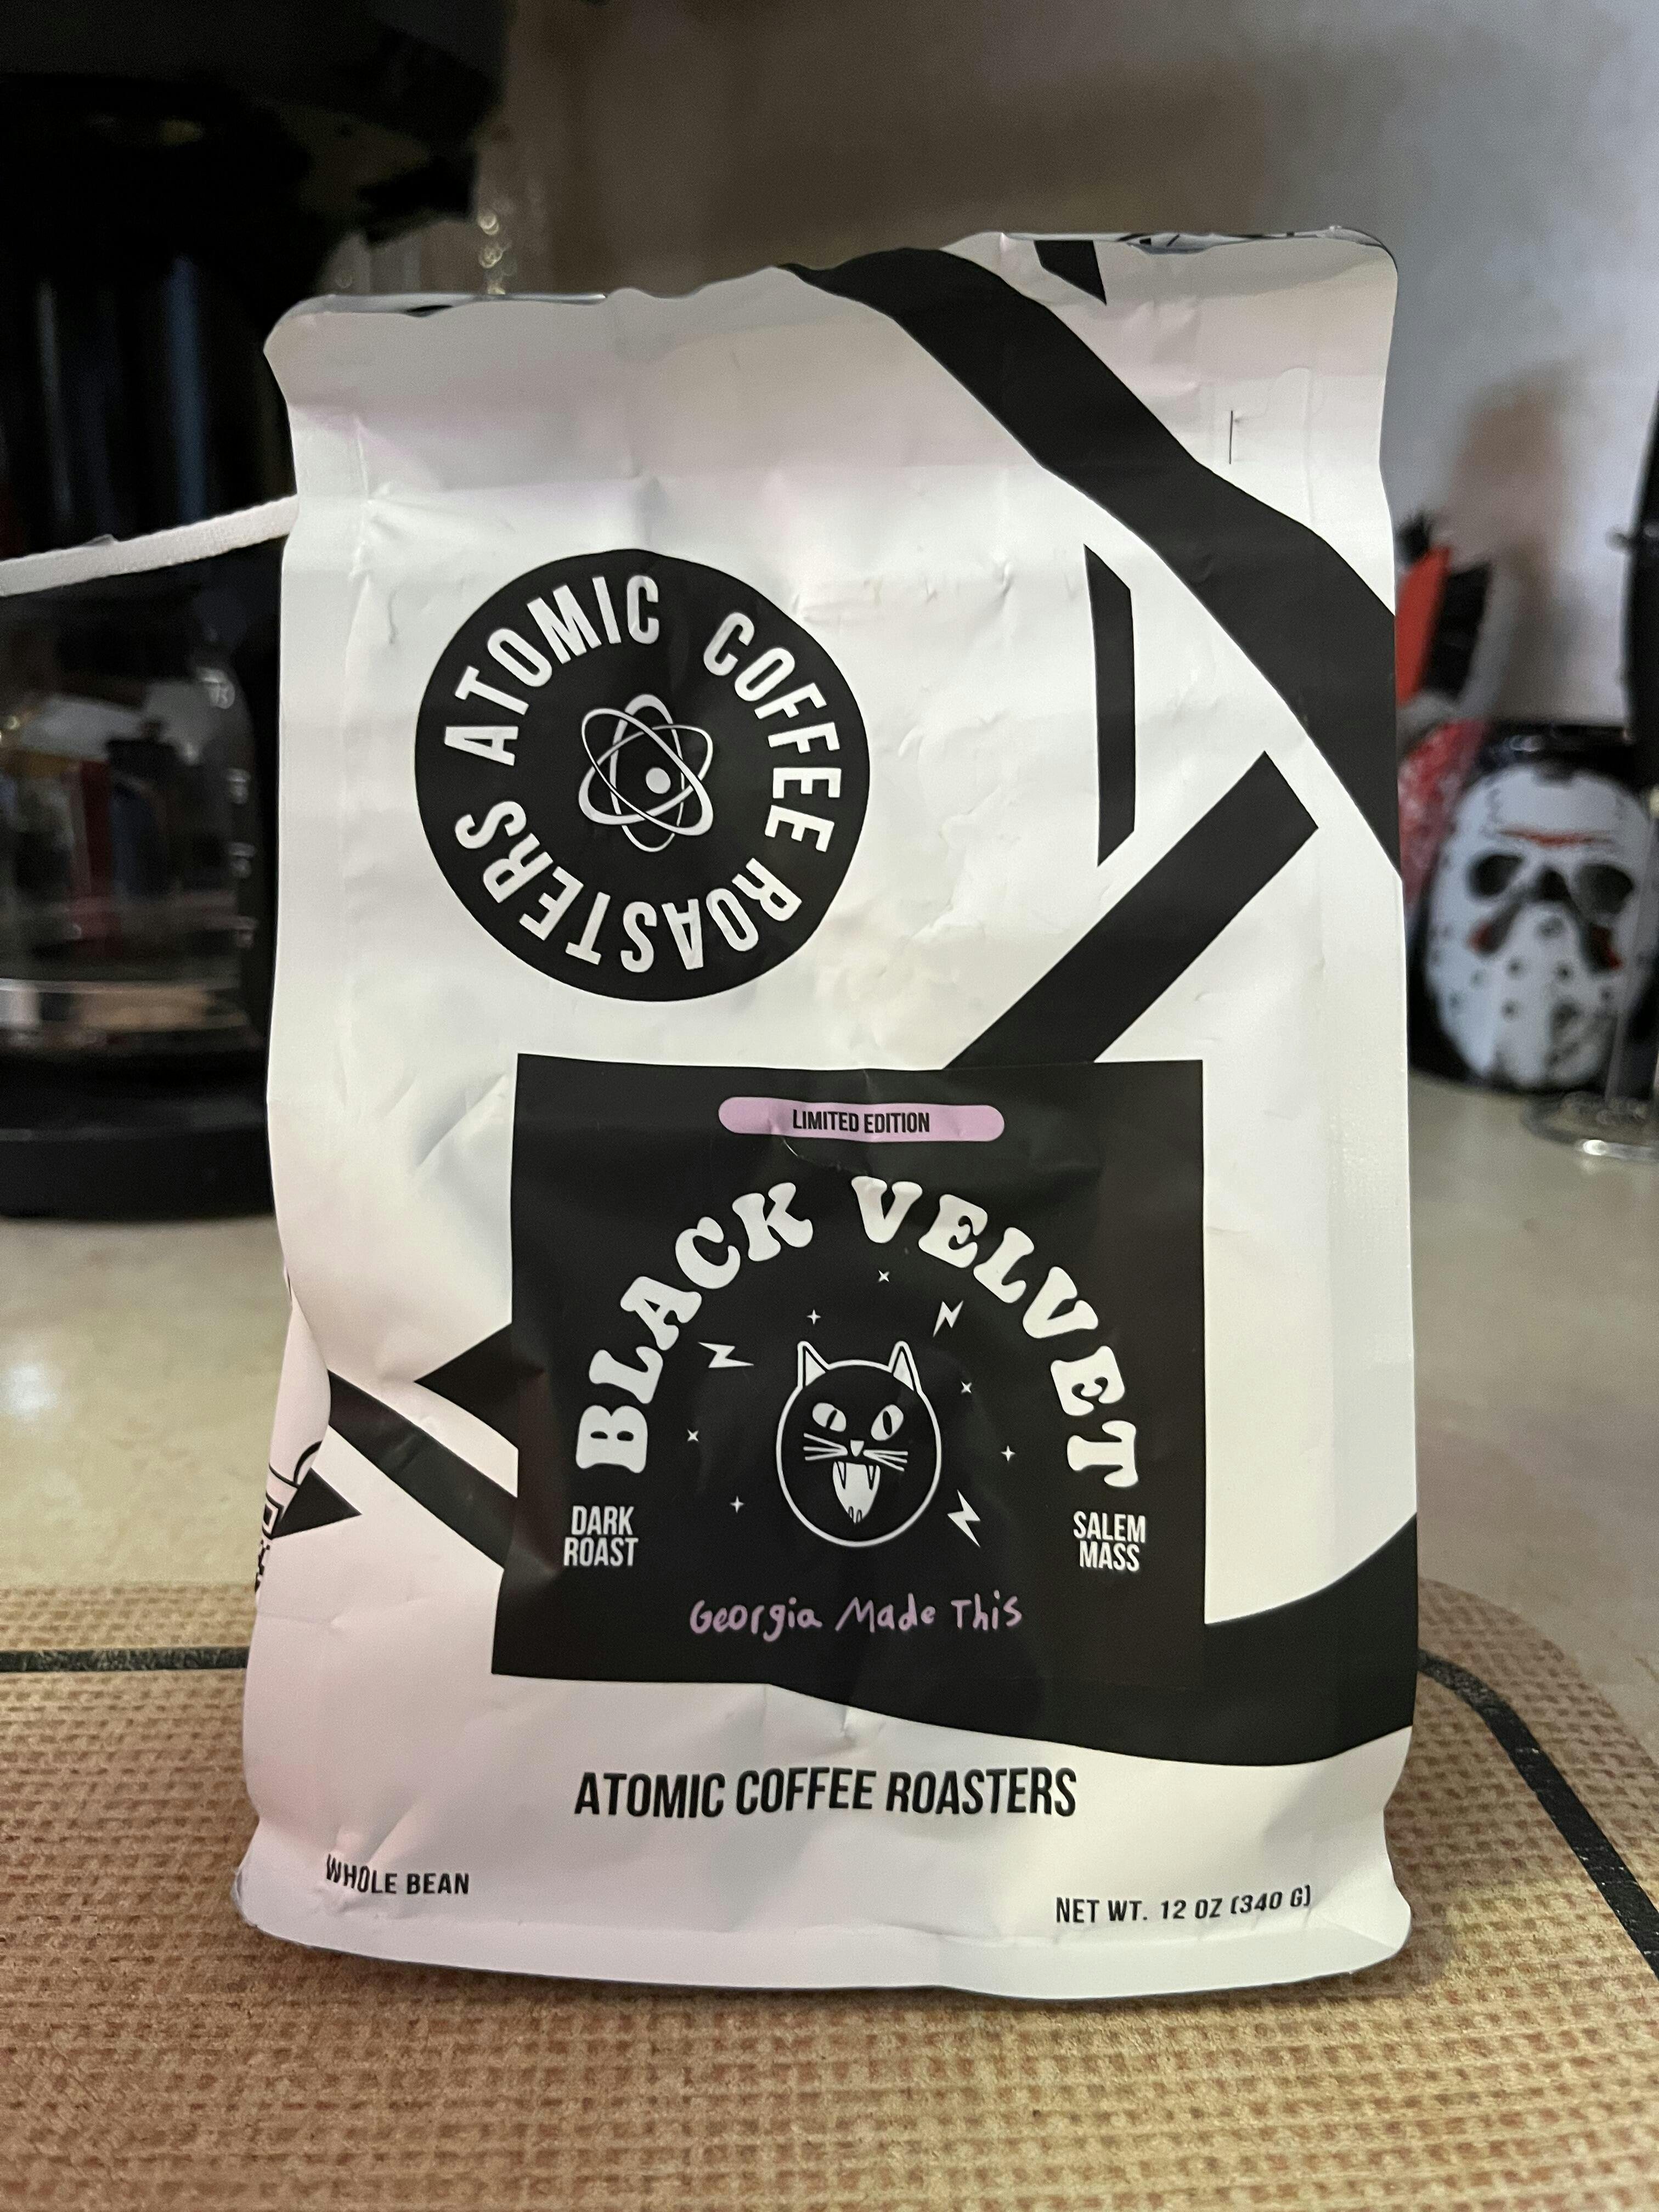 ATOMIC COFFEE ROASTERS
LIMITED EDITION
BLACK VELVET
DARK
ROAST
SALEM
MASS
Georgia Made This
ATOMIC COFFEE ROASTERS
WHOLE BEAN
NET WT. 12 OZ (340 G)